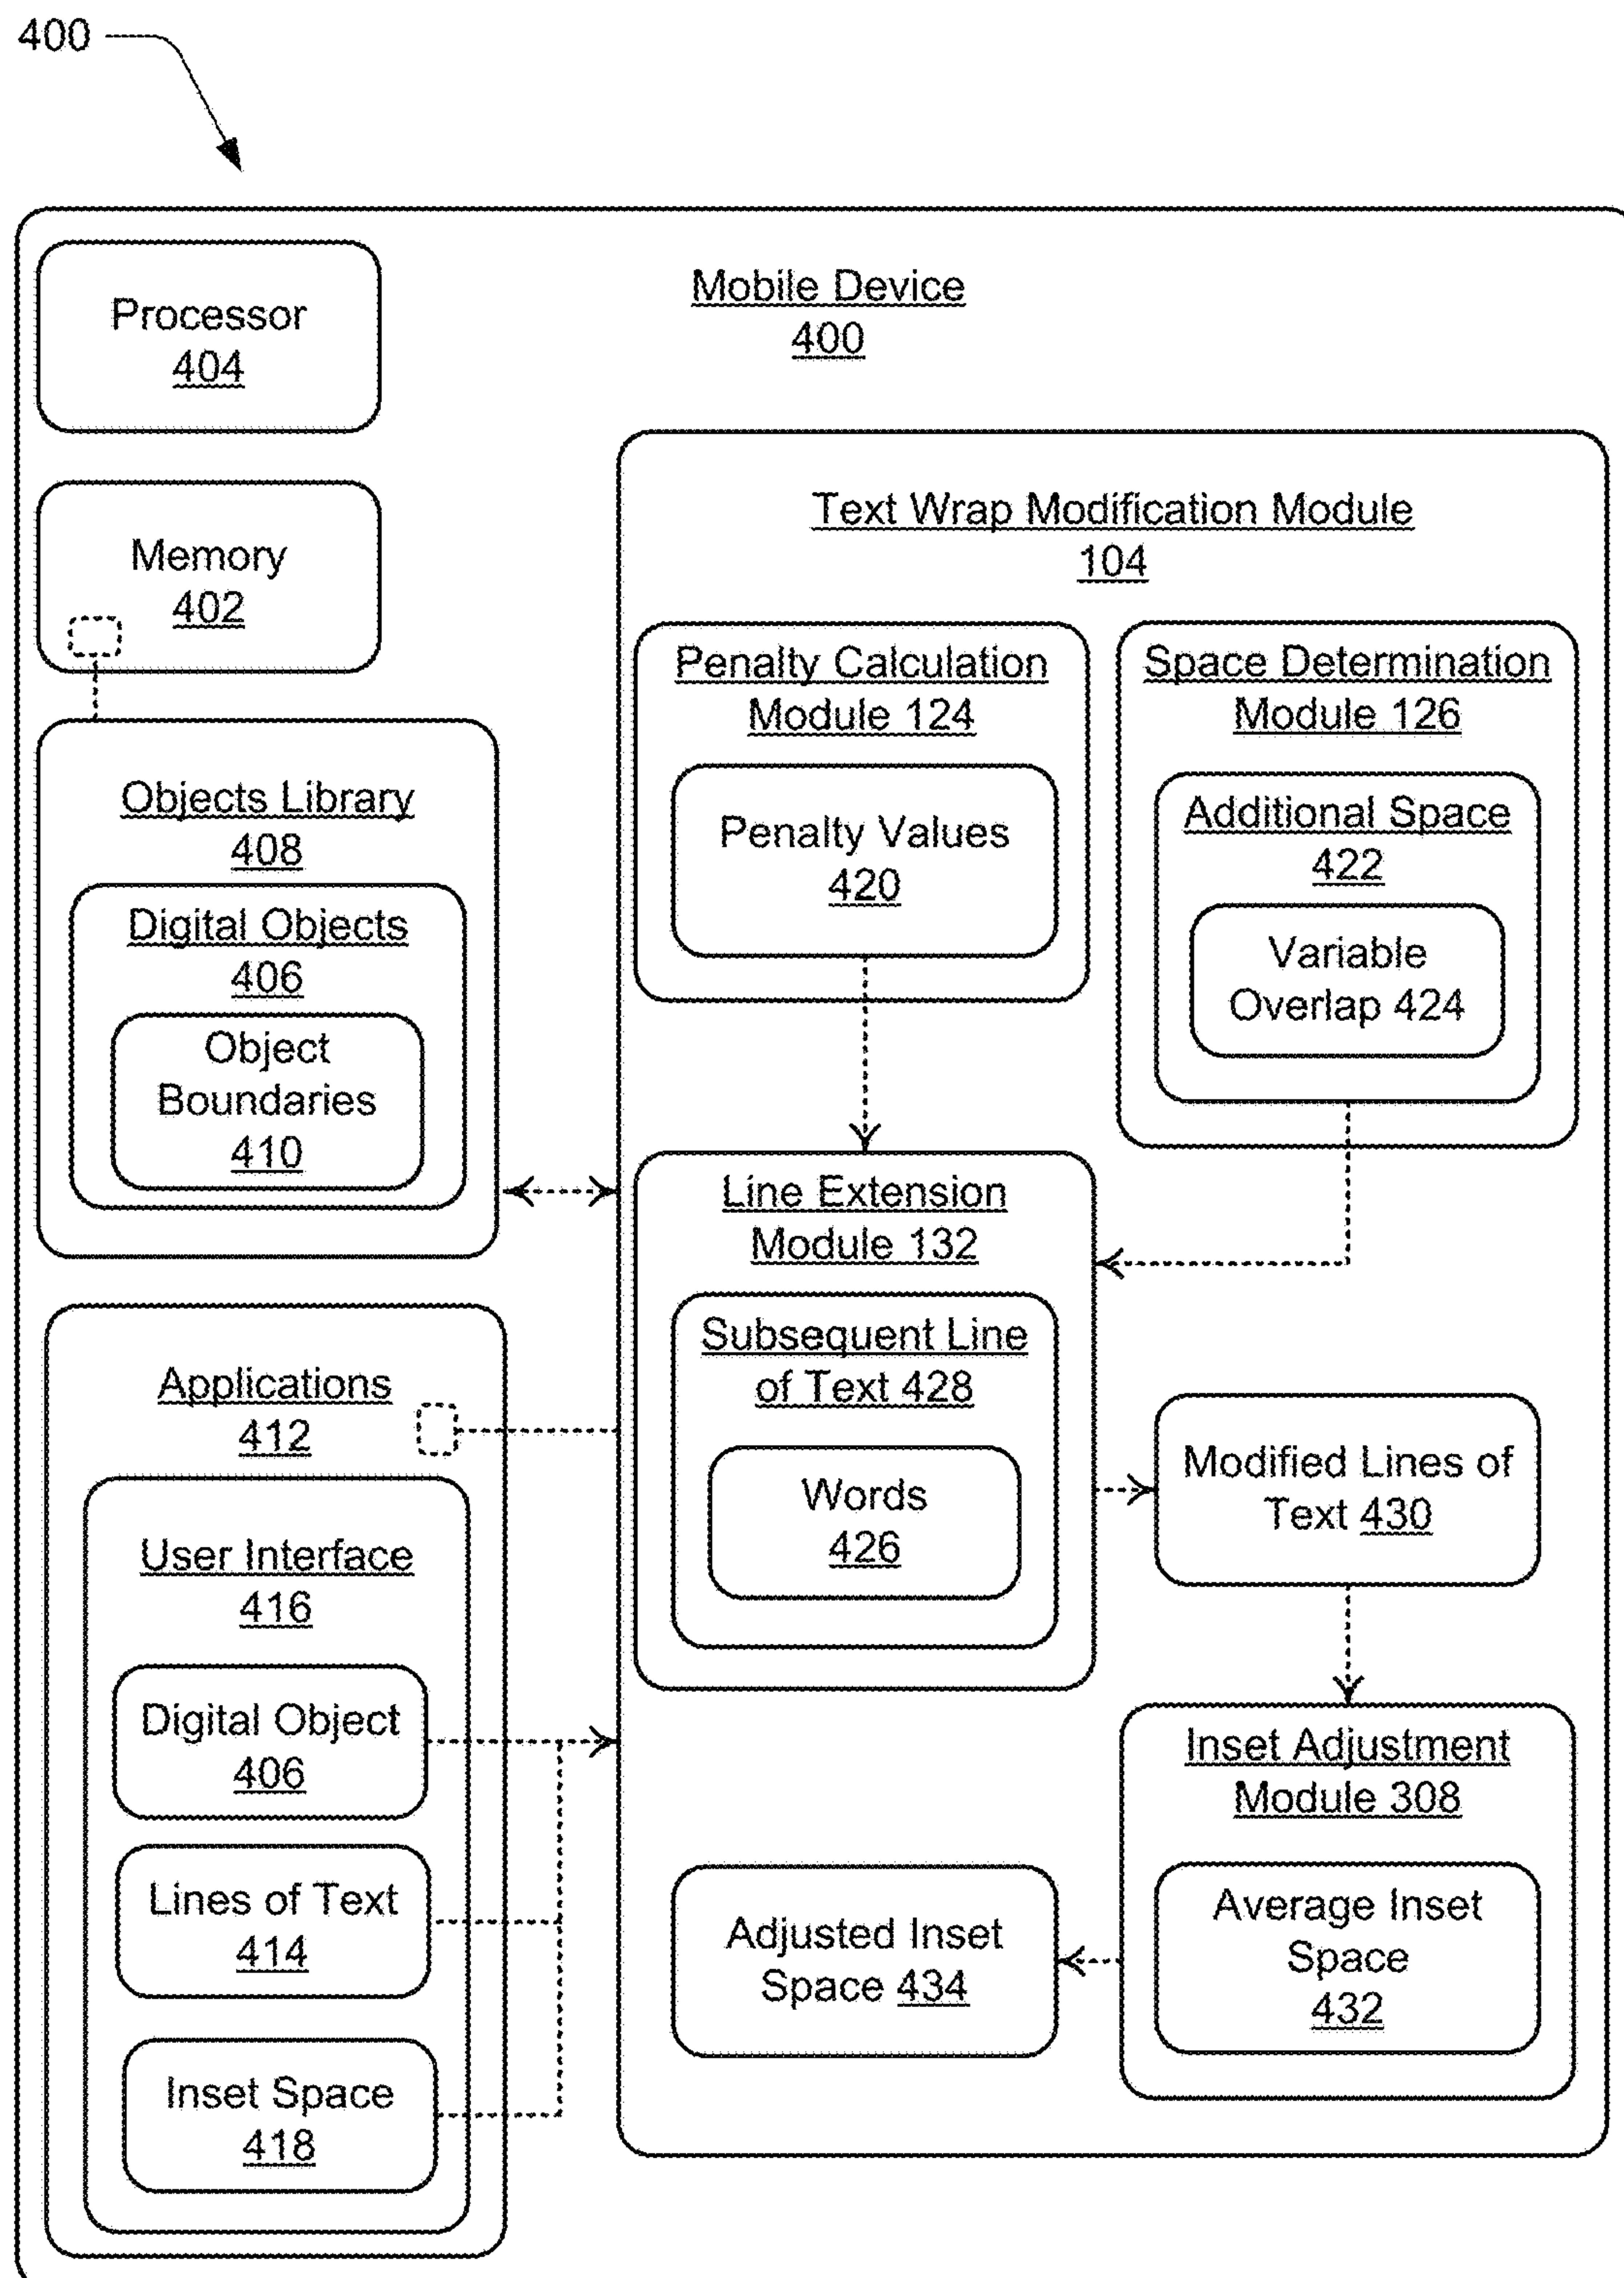 400
Mobile Device
400
Processor
404
Memory
402
Objects Library
408
Digital Objects
406
Object
Boundaries
410
Applications
412
User Interface
416
Digital Object
406
Lines of Text
414
Inset Space
418
Text Wrap Modification Module
104
Penalty Calculation
Module 124
Penalty Values
420
Space Determination
Module 126
Additional Space
422
Variable
Overlap 424
Line Extension
Module 132
Subsequent Line
of Text 428
Words
426
Modified Lines of
Text 430
Inset Adjustment
Module 308
Average Inset
Space
432
Adjusted Inset
Space 434